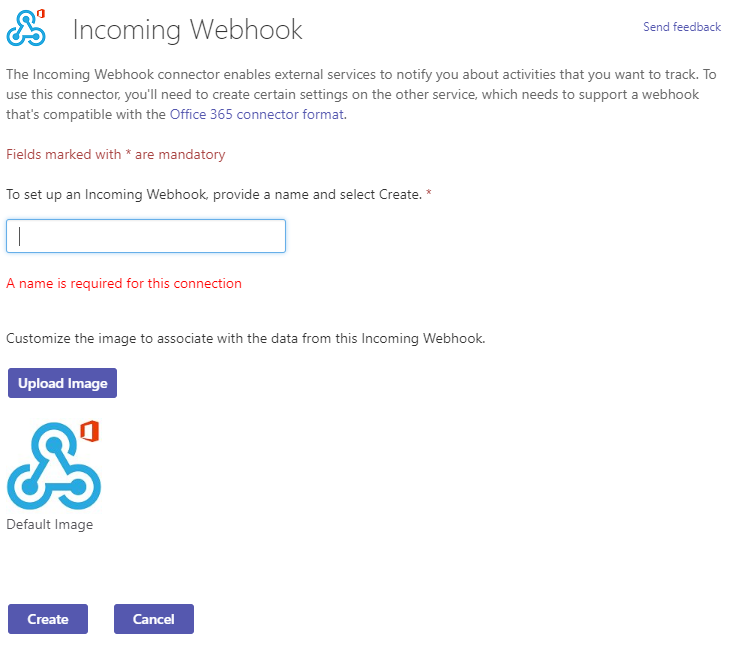 Incoming Webhook
Send feedback
The Incoming Webhook connector enables external services to notify you about activities that you want to track. To
use this connector, you'll need to create certain settings on the other service, which needs to support a webhook
that's compatible with the Office 365 connector format.
Fields marked with * are mandatory
To set up an Incoming Webhook, provide a name and select Create. *
A name is required for this connection
Customize the image to associate with the data from this Incoming Webhook.
Upload Image
Default Image
Create
Cancel